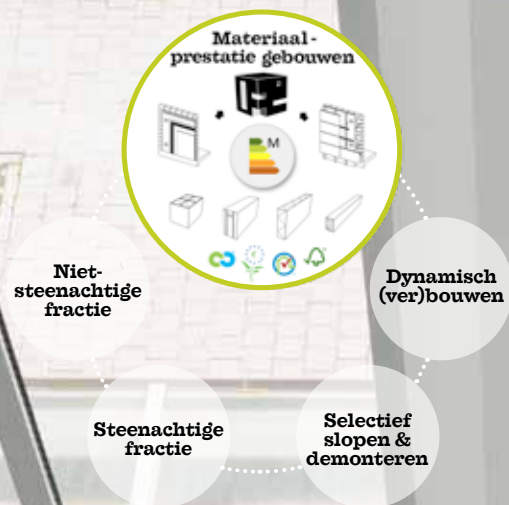 Materiaal-
prestatie gebouwen
M
Niet-
steenachtige
fractie
Dynamisch
(ver)bouwen
Steenachtige
fractie
Selectief
slopen &
demonteren